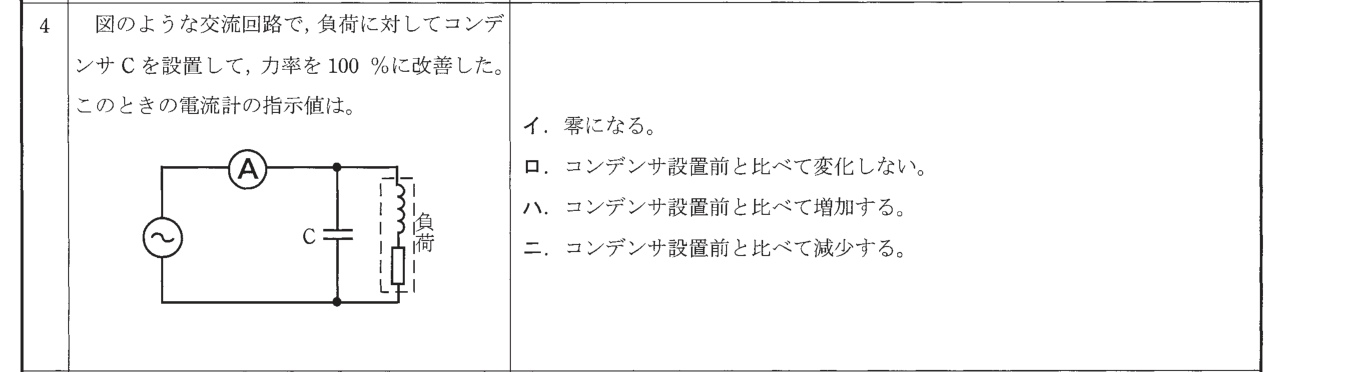 4
図のような交流回路で，負荷に対してコンデ
ンサ C を設置して，力率を 100 %に改善した。
このときの電流計の指示値は。
A
C
負
荷
イ．零になる。
ロ．コンデンサ設置前と比べて変化しない。
ハ．コンデンサ設置前と比べて増加する。
ニ．コンデンサ設置前と比べて減少する。